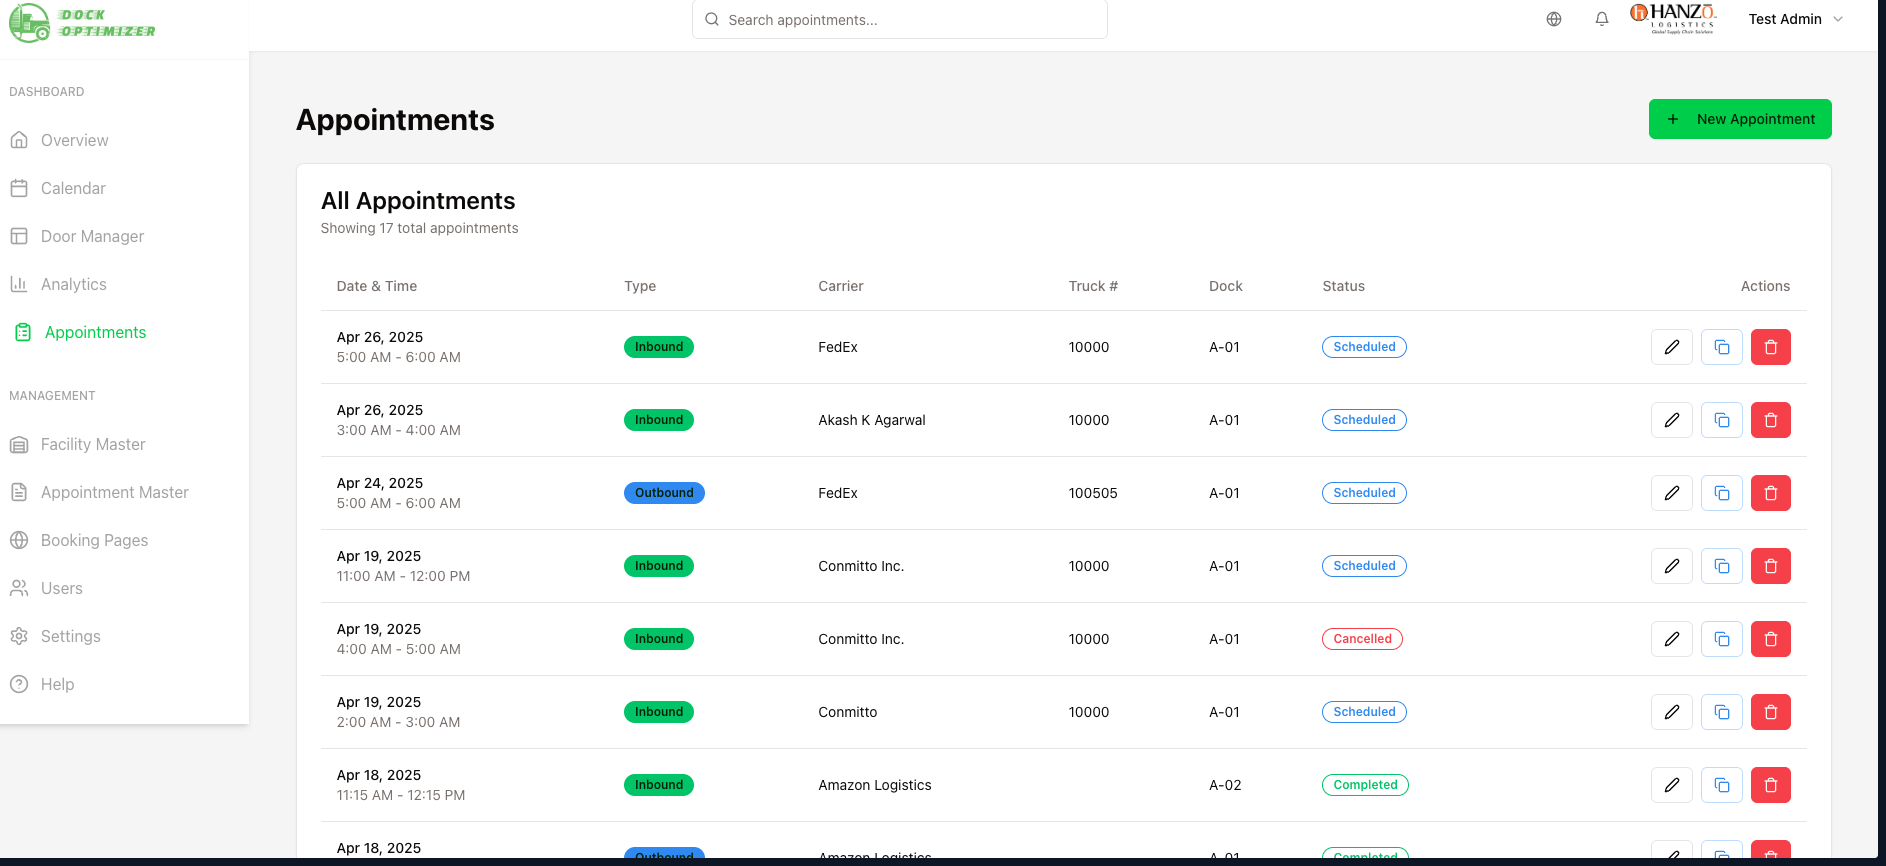 DOCK
OPTIMIZER
Search appointments...
HANZŌ
LOGISTICS
Global Supply Chain Solutions
Test Admin
DASHBOARD
Overview
Calendar
Door Manager
Analytics
Appointments
MANAGEMENT
Facility Master
Appointment Master
Booking Pages
Users
Settings
Help
Appointments
+ New Appointment
All Appointments
Showing 17 total appointments
Date & Time Type Carrier Truck # Dock Status Actions
Apr 26, 2025
5:00 AM - 6:00 AM
Inbound FedEx 10000 A-01 Scheduled
Apr 26, 2025
3:00 AM - 4:00 AM
Inbound Akash K Agarwal 10000 A-01 Scheduled
Apr 24, 2025
5:00 AM - 6:00 AM
Outbound FedEx 100505 A-01 Scheduled
Apr 19, 2025
11:00 AM - 12:00 PM
Inbound Conmitto Inc. 10000 A-01 Scheduled
Apr 19, 2025
4:00 AM - 5:00 AM
Inbound Conmitto Inc. 10000 A-01 Cancelled
Apr 19, 2025
2:00 AM - 3:00 AM
Inbound Conmitto 10000 A-01 Scheduled
Apr 18, 2025
11:15 AM - 12:15 PM
Inbound Amazon Logistics A-02 Completed
Apr 18, 2025
Outbound Amazon Logistics A-01 Completed